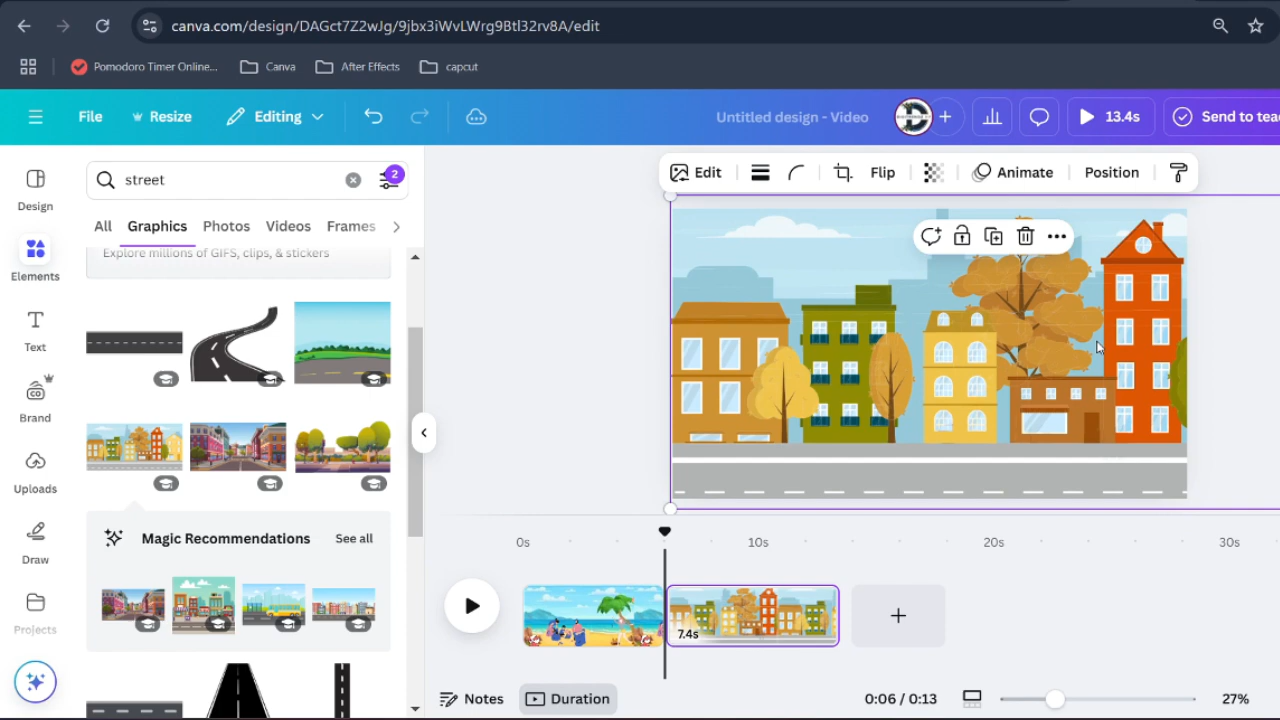 canva.com/design/DAGct7Z2wJg/9jbx3iWvLWrg9Btl32rv8A/edit
Pomodoro Timer Online... Canva After Effects capcut
File Resize Editing Untitled design - Video 13.4s Send to tea
Design
Elements
Text
Brand
Uploads
Draw
Projects
street 2
All Graphics Photos Videos Frames
Explore millions of GIFS, clips, & stickers
Magic Recommendations See all
Edit Flip Animate Position
0s 10s 20s 30s
7.4s
Notes Duration 0:06 / 0:13 27%